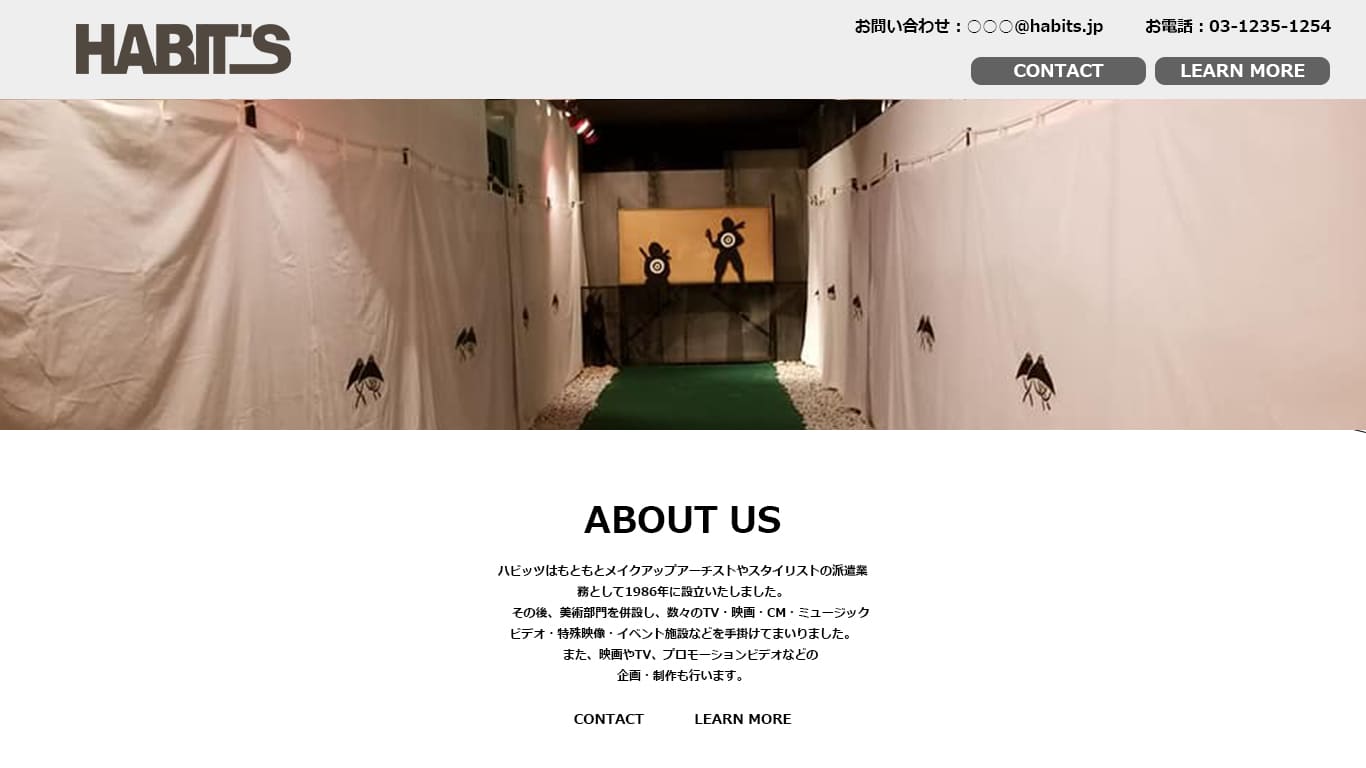 HABIT'S
お問い合わせ：○○○@habits.jp
お電話：03-1235-1254
CONTACT
LEARN MORE
ABOUT US
ハビッツはもともとメイクアップアーチストやスタイリストの派遣業
務として1986年に設立いたしました。
その後、美術部門を併設し、数々のTV・映画・CM・ミュージック
ビデオ・特殊映像・イベント施設などを手掛けてまいりました。
また、映画やTV、プロモーションビデオなどの
企画・制作も行います。
CONTACT
LEARN MORE